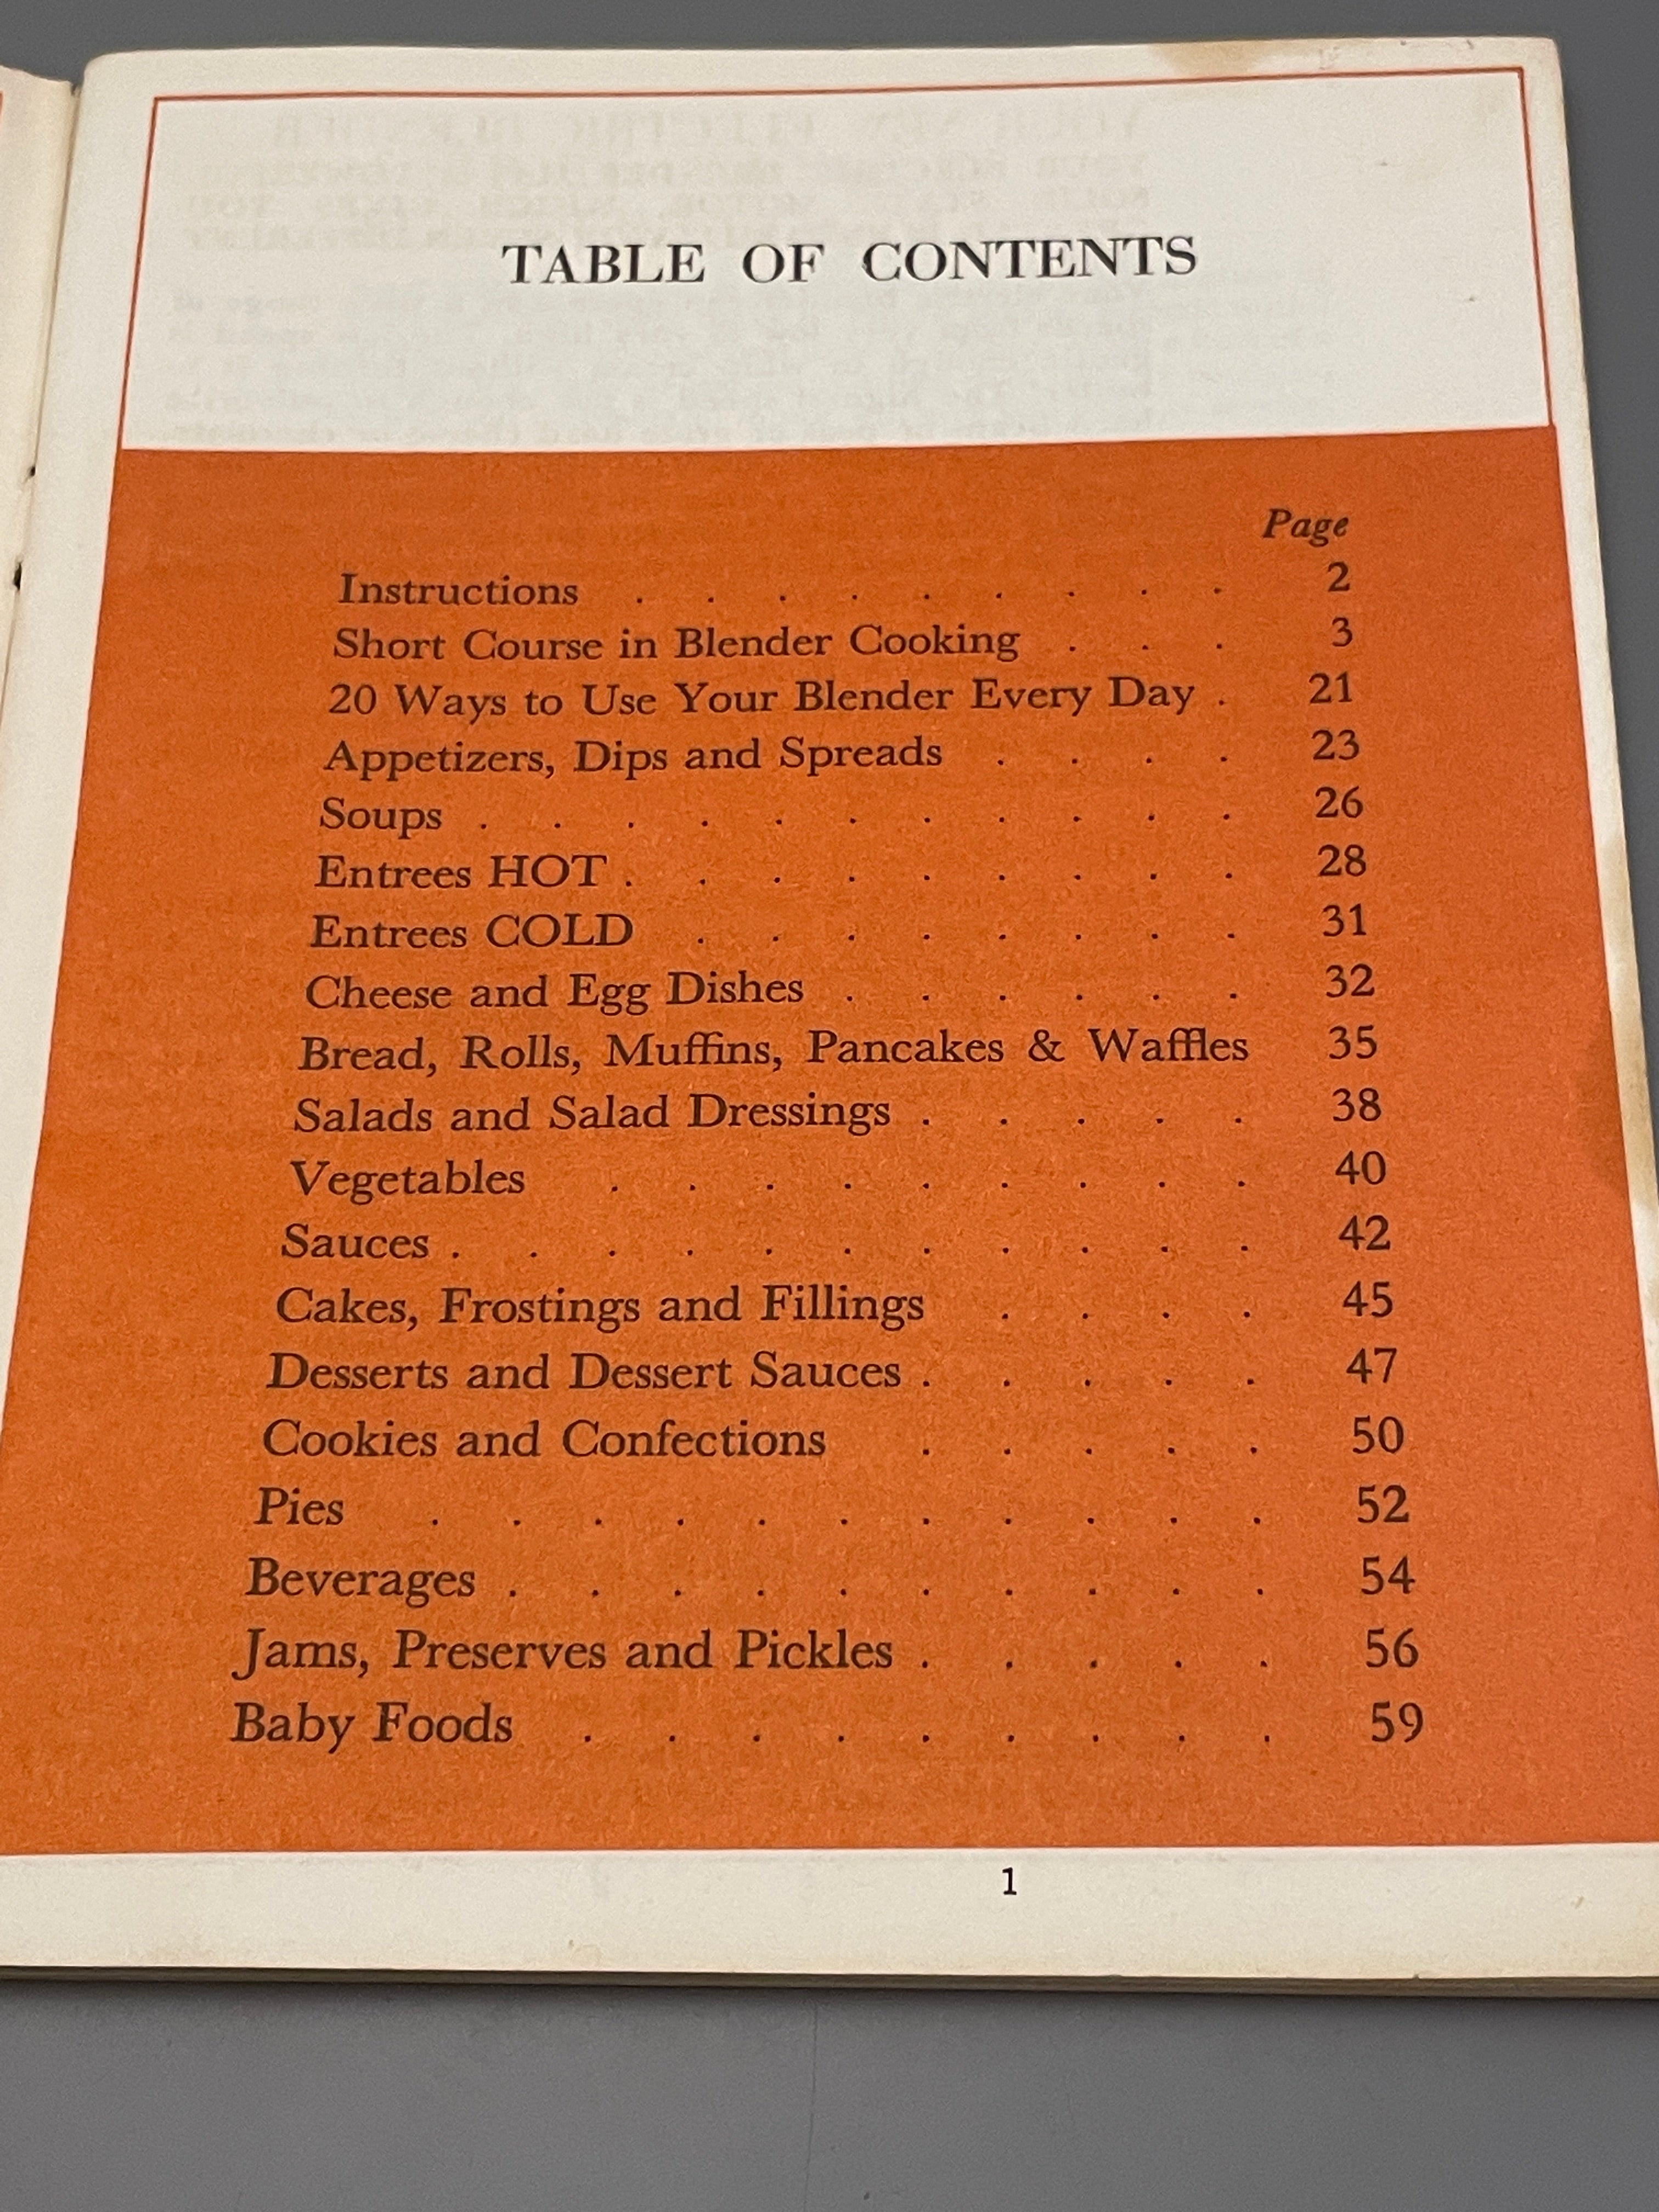 TABLE OF CONTENTS
Page
Instructions . . . . . . . . . 2
Short Course in Blender Cooking . . . 3
20 Ways to Use Your Blender Every Day . 21
Appetizers, Dips and Spreads . . . . 23
Soups . . . . . . . . . . . 26
Entrees HOT . . . . . . . . . 28
Entrees COLD . . . . . . . . 31
Cheese and Egg Dishes . . . . . . 32
Bread, Rolls, Muffins, Pancakes & Waffles 35
Salads and Salad Dressings . . . . . 38
Vegetables . . . . . . . . . 40
Sauces . . . . . . . . . . . 42
Cakes, Frostings and Fillings . . . . 45
Desserts and Dessert Sauces . . . . . 47
Cookies and Confections . . . . . 50
Pies . . . . . . . . . . . 52
Beverages . . . . . . . . . . 54
Jams, Preserves and Pickles . . . . . 56
Baby Foods . . . . . . . . . 59
1